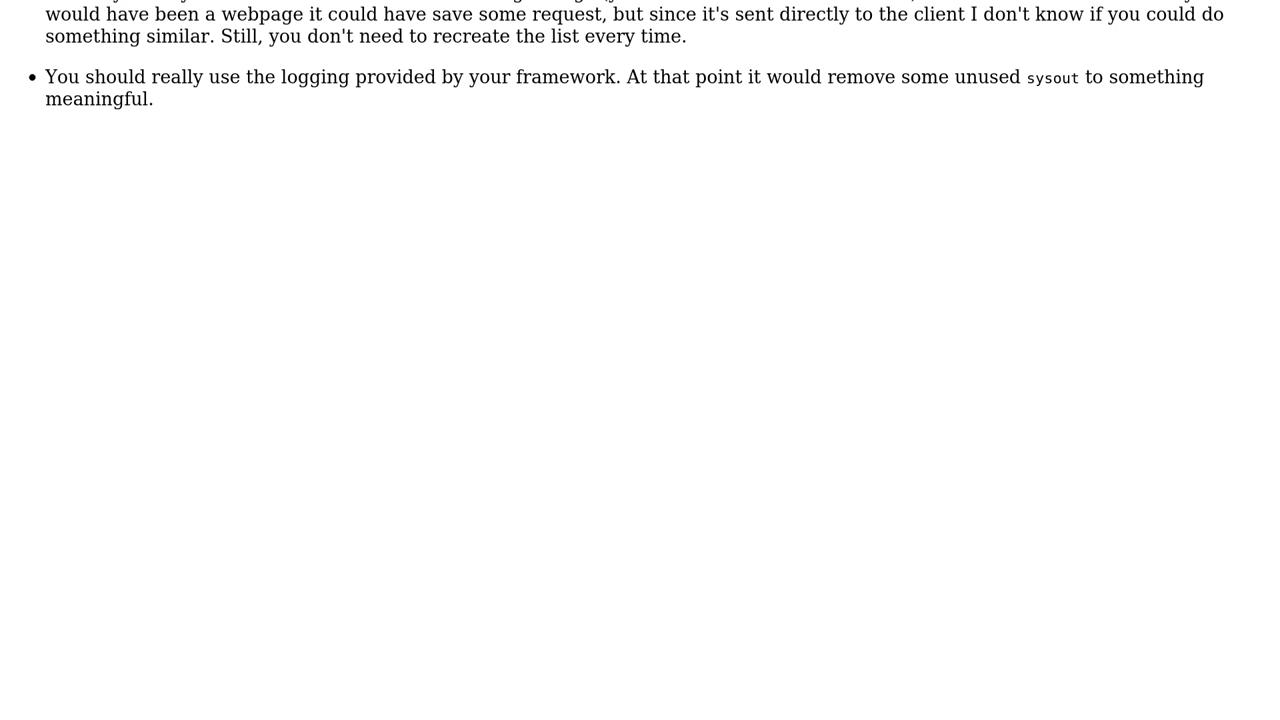 would have been a webpage it could have save some request, but since it's sent directly to the client I don't know if you could do
something similar. Still, you don't need to recreate the list every time.
• You should really use the logging provided by your framework. At that point it would remove some unused sysout to something
meaningful.